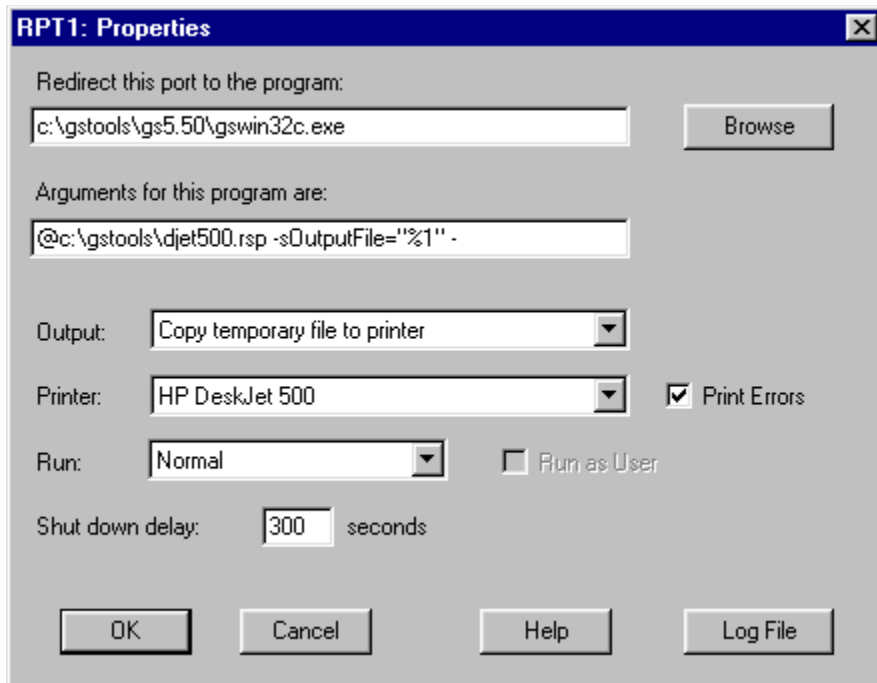 RPT1: Properties
Redirect this port to the program:
c:\gstools\gs5.50\gswin32c.exe
Browse
Arguments for this program are:
@c:\gstools\djet500.rsp -sOutputFile="%1" -
Output: Copy temporary file to printer
Printer: HP DeskJet 500 Print Errors
Run: Normal Run as User
Shut down delay: 300 seconds
OK Cancel Help Log File